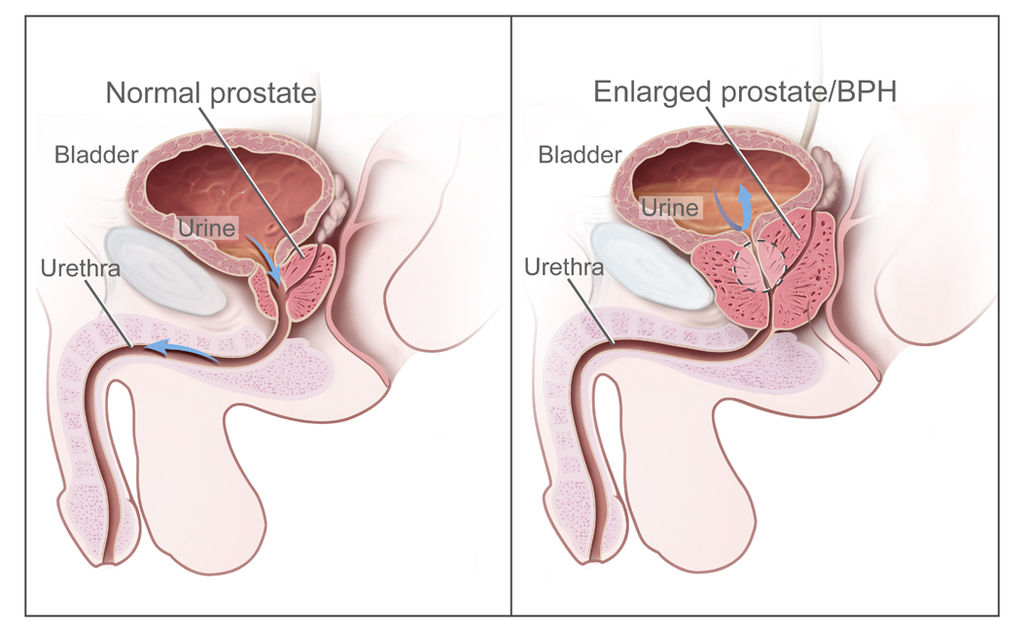 Normal prostate
Bladder
Urine
Urethra
Enlarged prostate/BPH
Bladder
Urine
Urethra